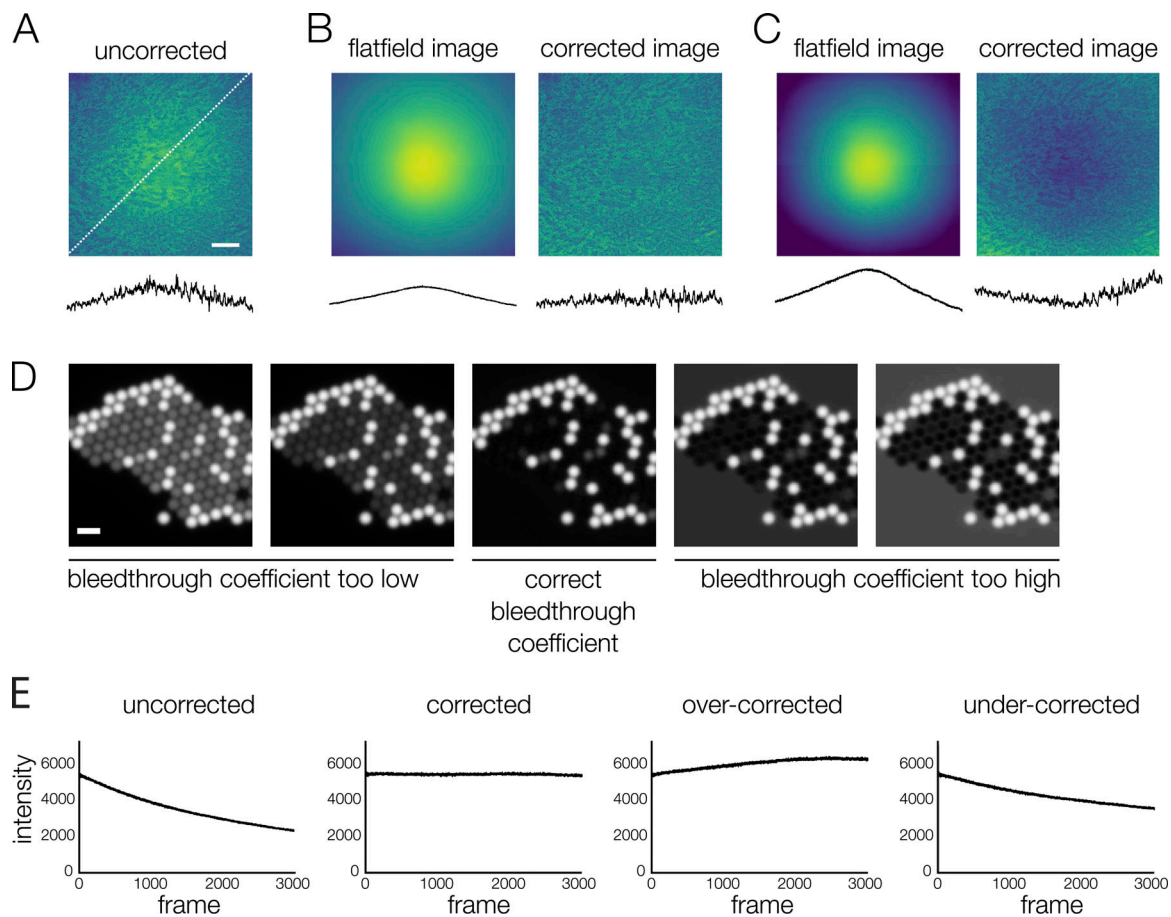 A
uncorrected
B
flatfield image
corrected image
C
flatfield image
corrected image
D
bleedthrough coefficient too low
correct
bleedthrough
coefficient
bleedthrough coefficient too high
E
uncorrected
corrected
over-corrected
under-corrected
intensity
6000
4000
2000
0
0 1000 2000 3000
frame
6000
4000
2000
0
0 1000 2000 3000
frame
6000
4000
2000
0
0 1000 2000 3000
frame
6000
4000
2000
0
0 1000 2000 3000
frame